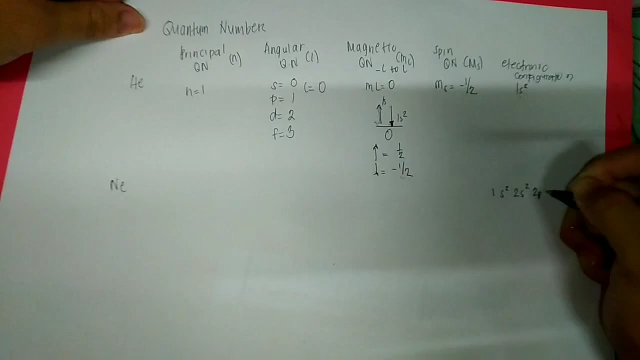 Quantum Numbers
Principal (n)
QN
Angular
QN (l)
Magnetic
QN (ml)
-L to L
spin
QN (Ms)
electronic
configuration
He
n=1
s = 0
l=0
mL=0
ms = -1/2
1s²
p = 1
d = 2
f = 3
1s²
0
↑ = 1/2
↓ = -1/2
Ne
1s² 2s² 2p